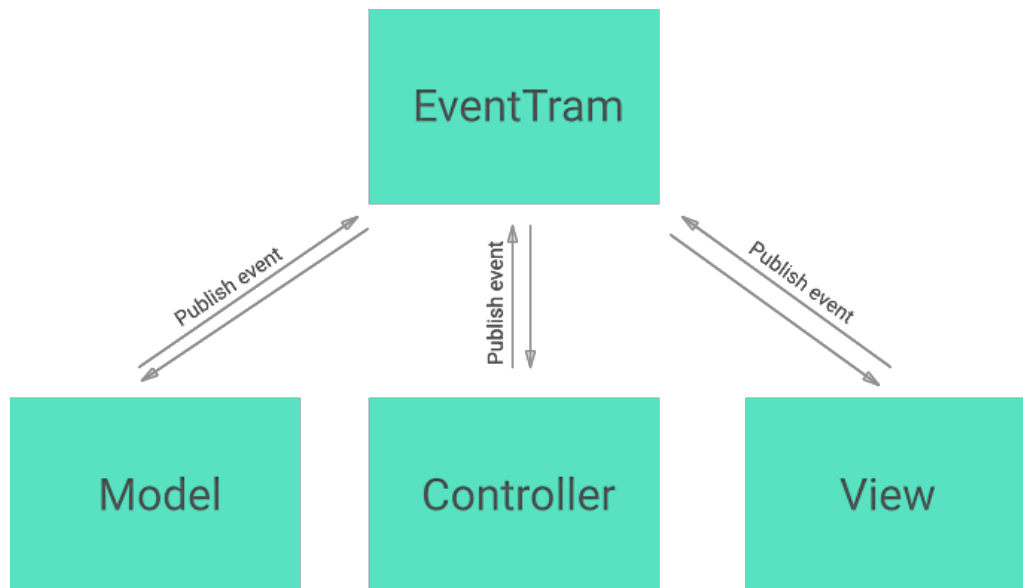 EventTram
Publish event
Publish event
Publish event
Model
Controller
View